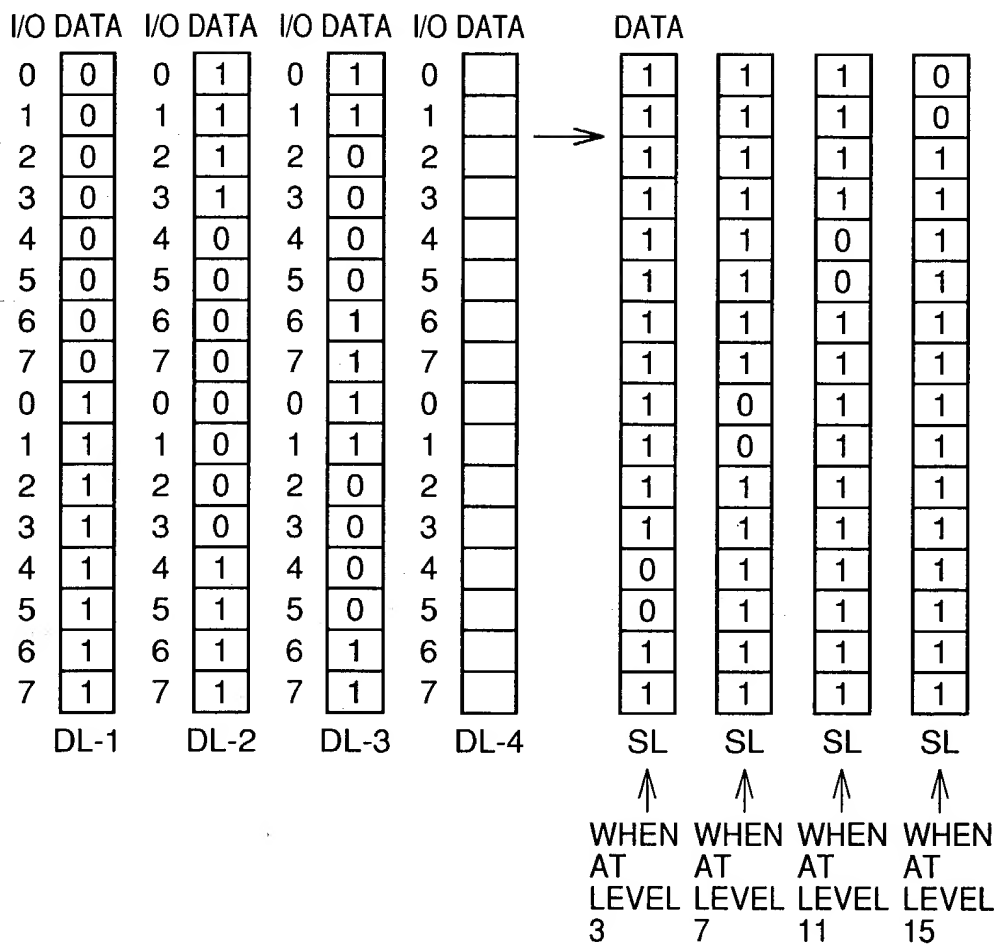 I/O DATA I/O DATA I/O DATA I/O DATA DATA
0 0 0 1 0 1 0 1 1 1 0
1 0 1 1 1 1 1 1 1 1 0
2 0 2 1 2 0 2 1 1 1 1
3 0 3 1 3 0 3 1 1 1 1
4 0 4 0 4 0 4 1 1 0 1
5 0 5 0 5 0 5 1 1 0 1
6 0 6 0 6 1 6 1 1 1 1
7 0 7 0 7 1 7 1 1 1 1
0 1 0 0 0 1 0 1 0 1 1
1 1 1 0 1 1 1 1 0 1 1
2 1 2 0 2 0 2 1 1 1 1
3 1 3 0 3 0 3 1 1 1 1
4 1 4 1 4 0 4 0 1 1 1
5 1 5 1 5 0 5 0 1 1 1
6 1 6 1 6 1 6 1 1 1 1
7 1 7 1 7 1 7 1 1 1 1
DL-1 DL-2 DL-3 DL-4 SL SL SL SL
WHEN WHEN WHEN WHEN
AT AT AT AT
LEVEL LEVEL LEVEL LEVEL
3 7 11 15